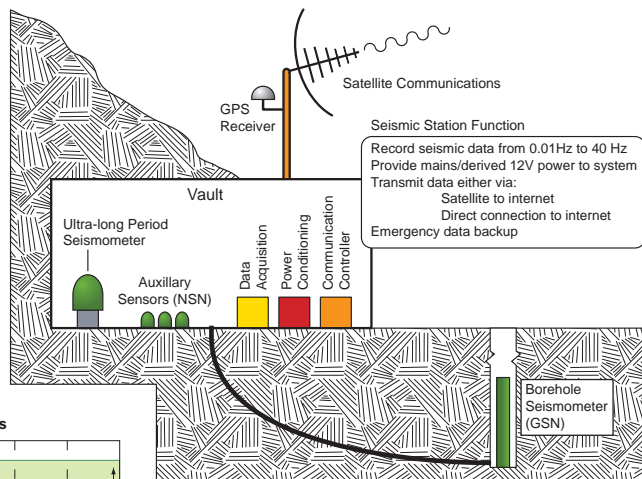 Satellite Communications
GPS
Receiver
Seismic Station Function
Record seismic data from 0.01Hz to 40 Hz
Provide mains/derived 12V power to system
Transmit data either via:
Satellite to internet
Direct connection to internet
Emergency data backup
Vault
Ultra-long Period
Seismometer
Auxillary
Sensors (NSN)
Data
Acquisition
Power
Conditioning
Communication
Controller
Borehole
Seismometer
(GSN)